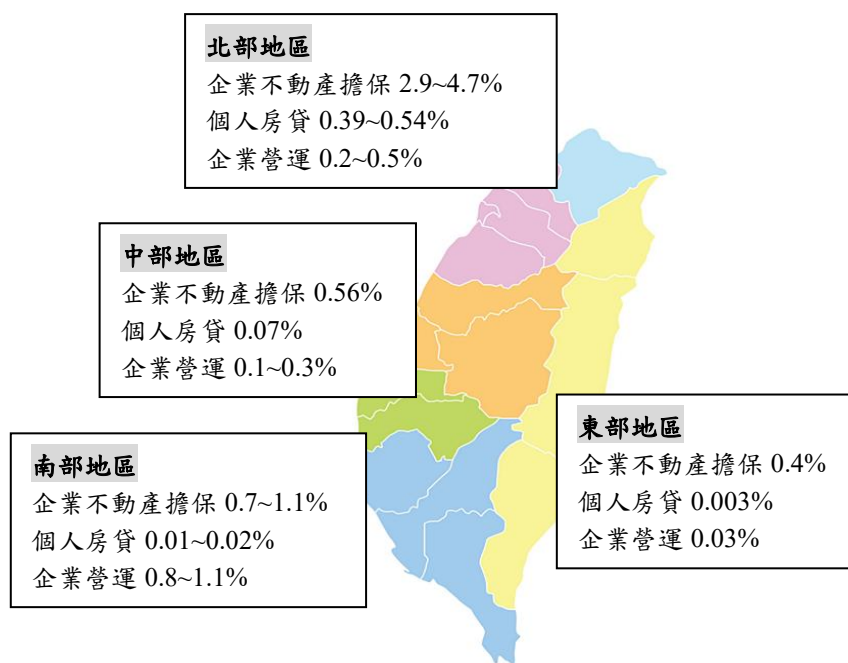 北部地區
企業不動產擔保 2.9~4.7%
個人房貸 0.39~0.54%
企業營運 0.2~0.5%
中部地區
企業不動產擔保 0.56%
個人房貸 0.07%
企業營運 0.1~0.3%
南部地區
企業不動產擔保 0.7~1.1%
個人房貸 0.01~0.02%
企業營運 0.8~1.1%
東部地區
企業不動產擔保 0.4%
個人房貸 0.003%
企業營運 0.03%